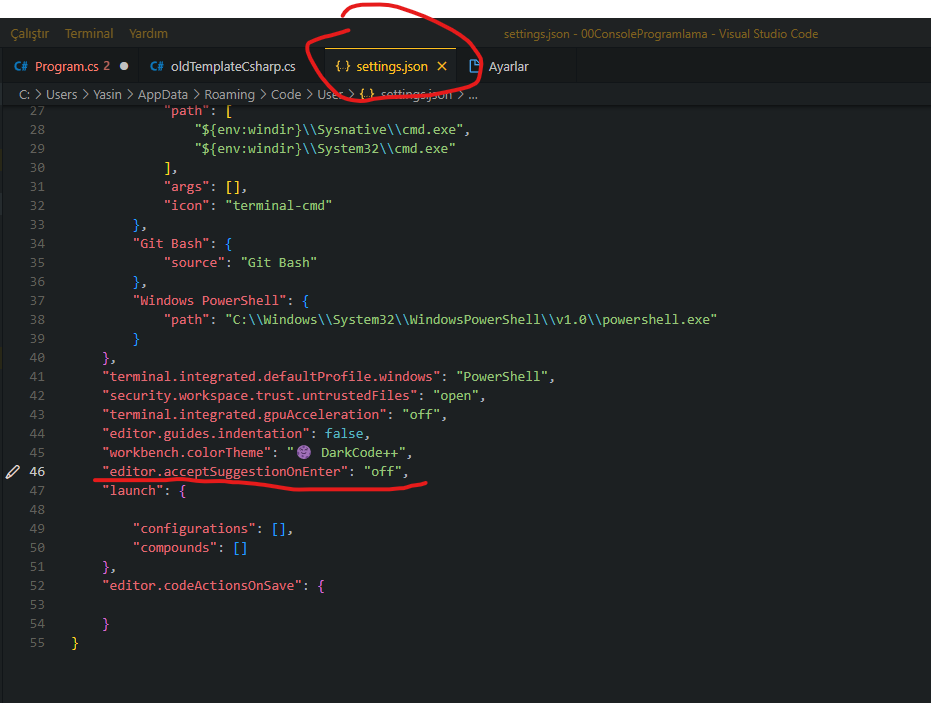 Çalıştır Terminal Yardım settings.json - 00ConsoleProgramlama - Visual Studio Code
C# Program.cs 2 C# oldTemplateCsharp.cs {··} settings.json Ayarlar
C: > Users > Yasin > AppData > Roaming > Code > User > {··} settings.json > ...
27 "path": [
28 "${env:windir}\\Sysnative\\cmd.exe",
29 "${env:windir}\\System32\\cmd.exe"
30 ],
31 "args": [],
32 "icon": "terminal-cmd"
33 },
34 "Git Bash": {
35 "source": "Git Bash"
36 },
37 "Windows PowerShell": {
38 "path": "C:\\Windows\\System32\\WindowsPowerShell\\v1.0\\powershell.exe"
39 }
40 },
41 "terminal.integrated.defaultProfile.windows": "PowerShell",
42 "security.workspace.trust.untrustedFiles": "open",
43 "terminal.integrated.gpuAcceleration": "off",
44 "editor.guides.indentation": false,
45 "workbench.colorTheme": " DarkCode++",
46 "editor.acceptSuggestionOnEnter": "off",
47 "launch": {
48
49 "configurations": [],
50 "compounds": []
51 },
52 "editor.codeActionsOnSave": {
53
54 }
55 }